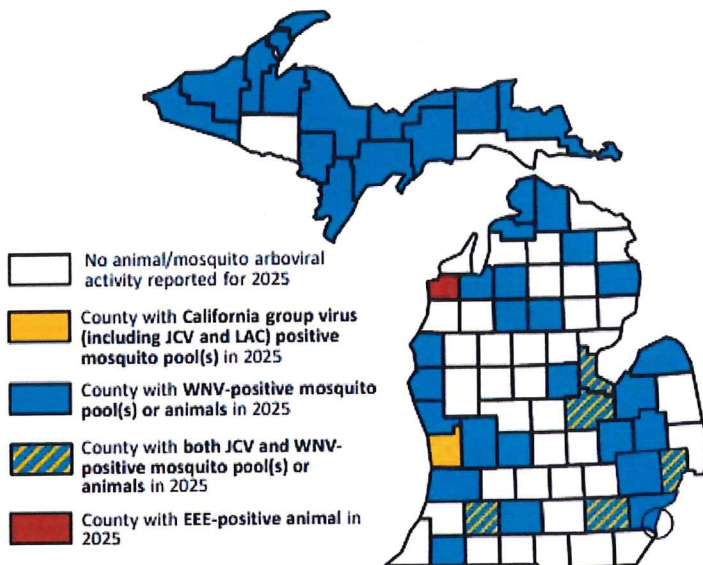 No animal/mosquito arboviral
activity reported for 2025
County with California group virus
(including JCV and LAC) positive
mosquito pool(s) in 2025
County with WNV-positive mosquito
pool(s) or animals in 2025
County with both JCV and WNV-
positive mosquito pool(s) or
animals in 2025
County with EEE-positive animal in
2025